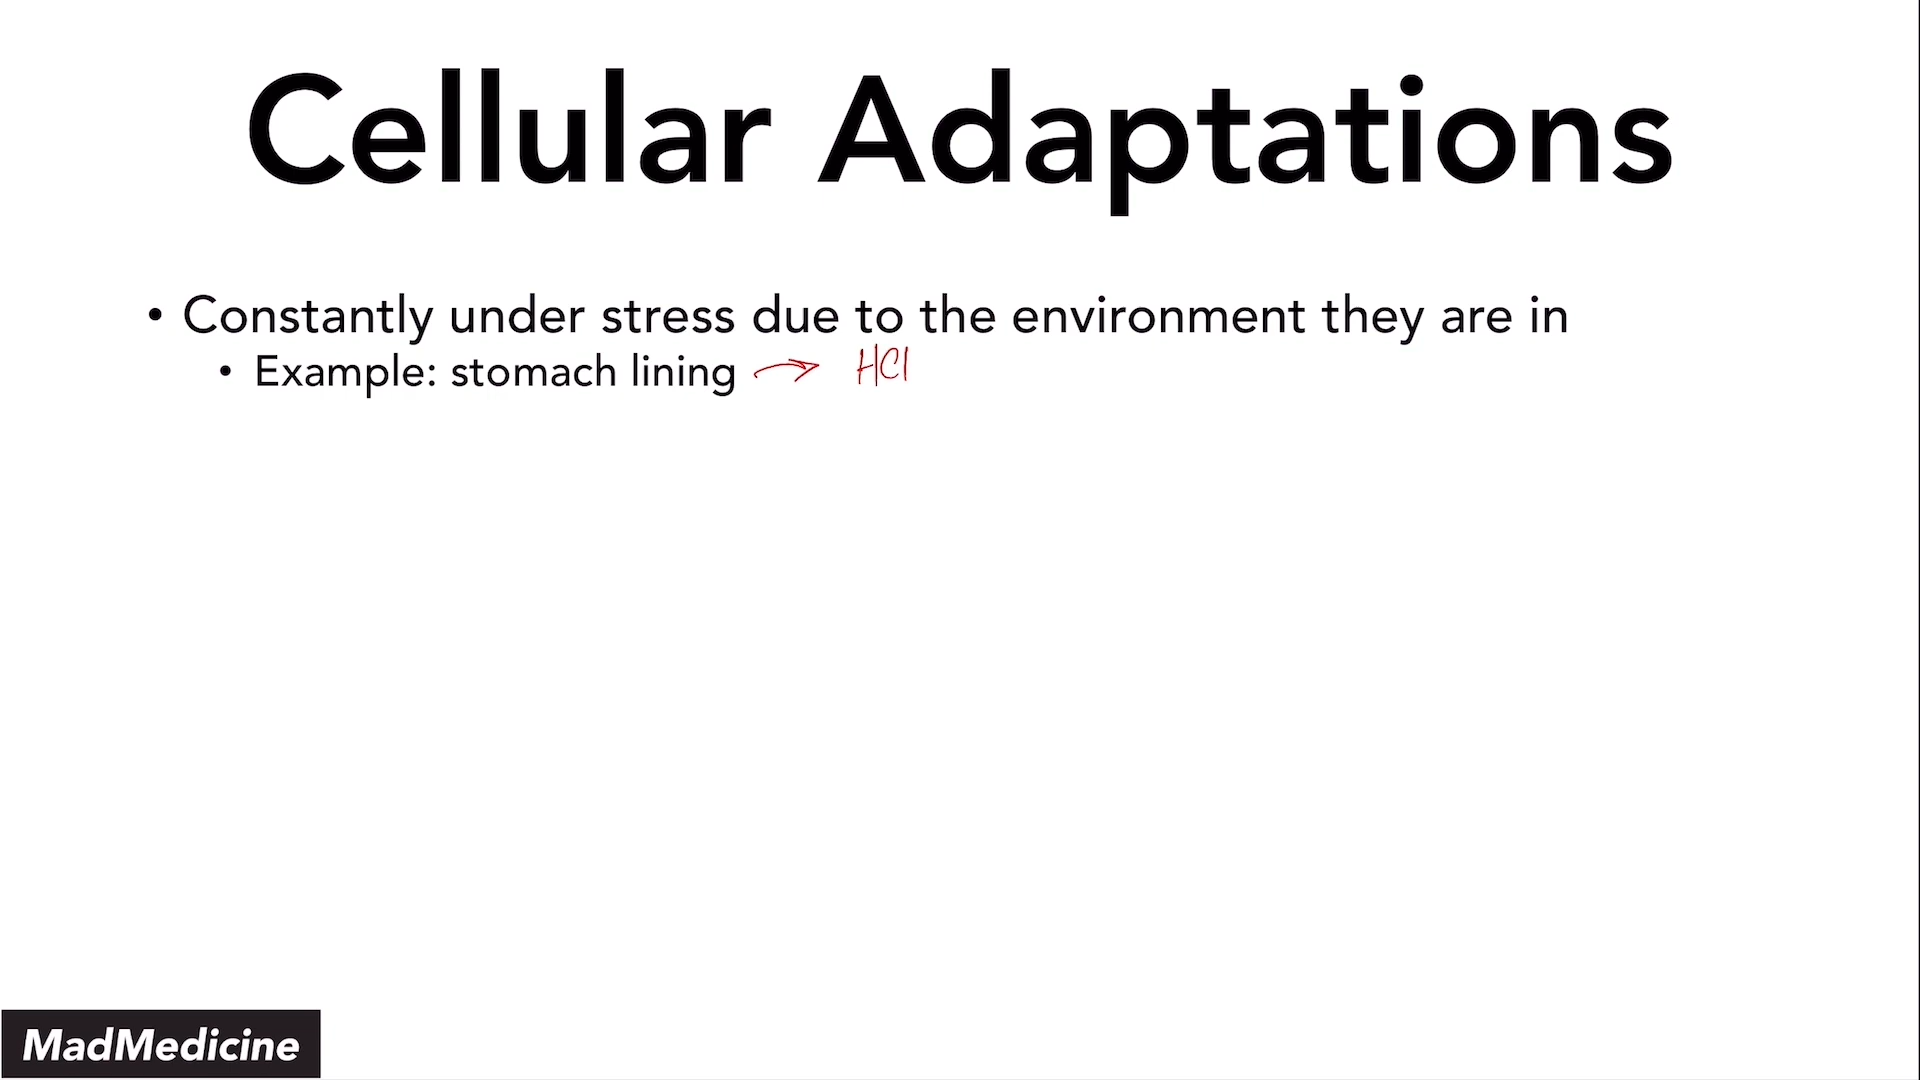 Cellular Adaptations
• Constantly under stress due to the environment they are in
• Example: stomach lining → HCl
MadMedicine